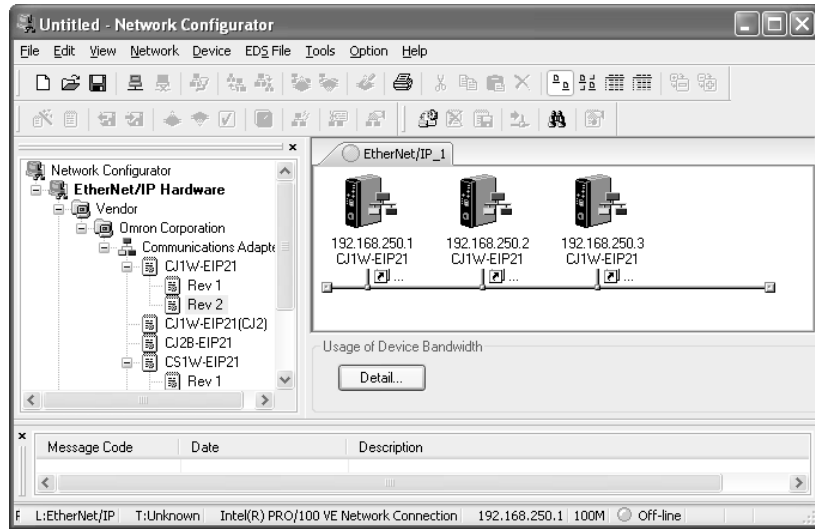 Untitled - Network Configurator
File Edit View Network Device EDS File Tools Option Help
EtherNet/IP_1
Network Configurator
EtherNet/IP Hardware
Vendor
Omron Corporation
Communications Adapte
CJ1W-EIP21
Rev 1
Rev 2
CJ1W-EIP21(CJ2)
CJ2B-EIP21
CS1W-EIP21
Rev 1
192.168.250.1 192.168.250.2 192.168.250.3
CJ1W-EIP21 CJ1W-EIP21 CJ1W-EIP21
... ... ...
Usage of Device Bandwidth
Detail...
Message Code Date Description
F L:EtherNet/IP T:Unknown Intel(R) PRO/100 VE Network Connection 192.168.250.1 100M Off-line